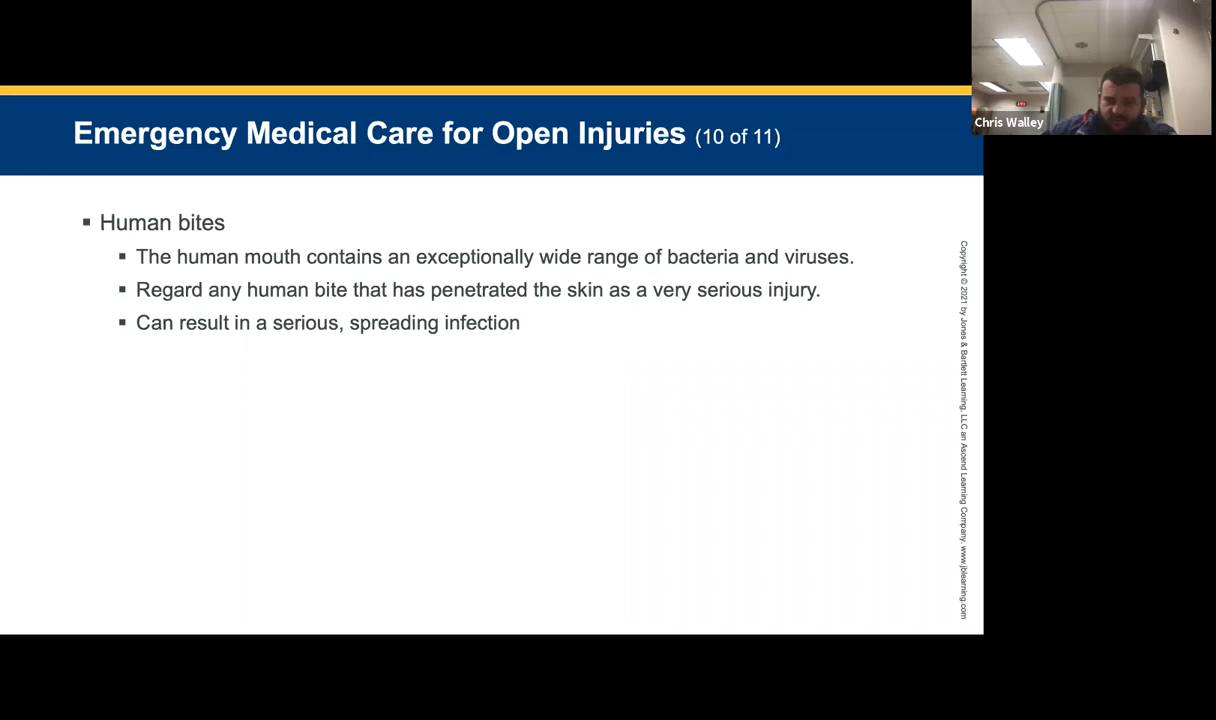 Emergency Medical Care for Open Injuries (10 of 11)
Chris Walley
▪ Human bites
▪ The human mouth contains an exceptionally wide range of bacteria and viruses.
▪ Regard any human bite that has penetrated the skin as a very serious injury.
▪ Can result in a serious, spreading infection
Copyright © 2021 by Jones & Bartlett Learning, LLC an Ascend Learning Company. www.jblearning.com